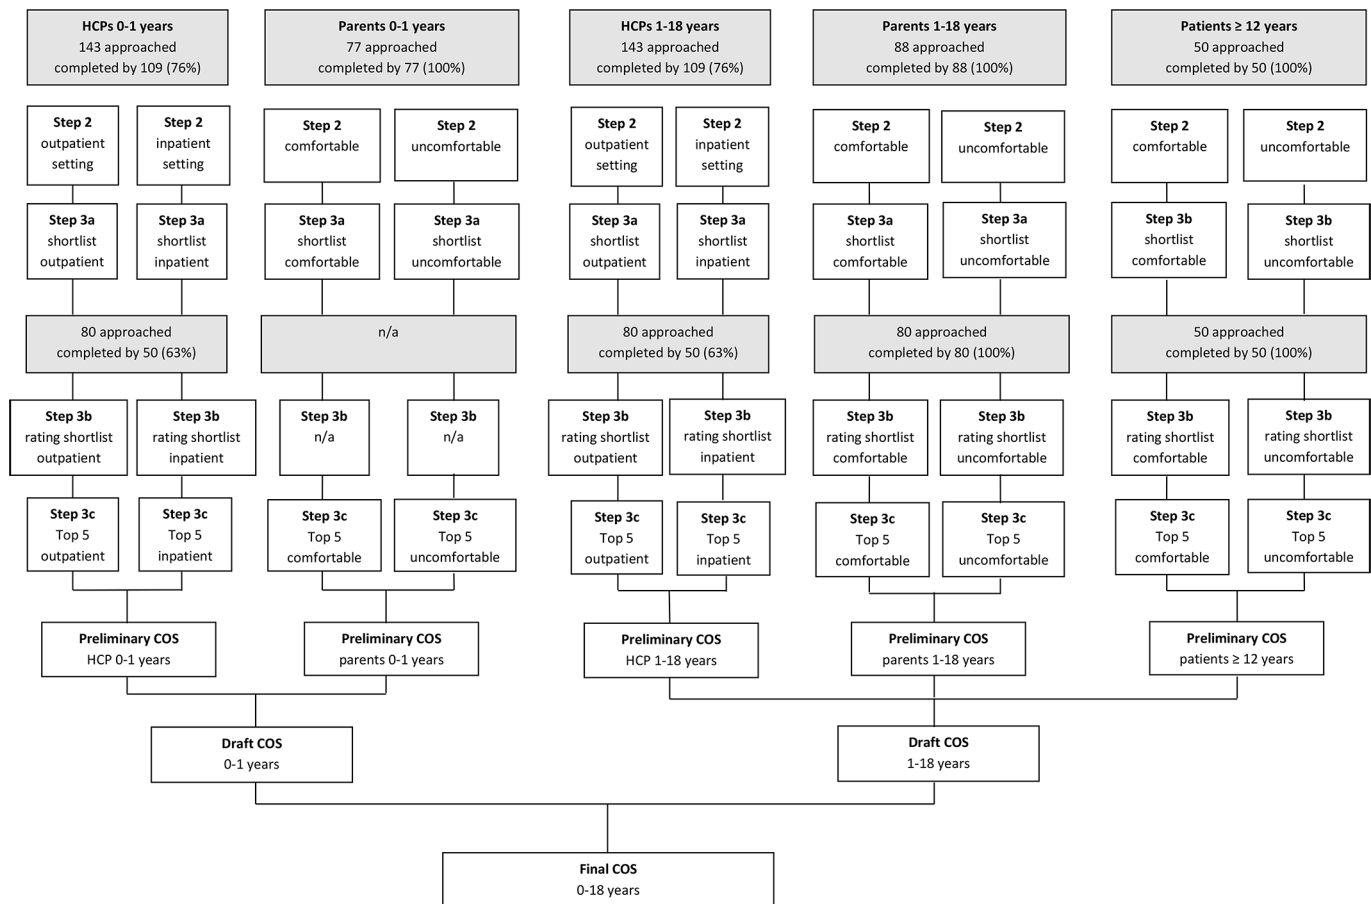 HCPs 0-1 years
143 approached
completed by 109 (76%)
Parents 0-1 years
77 approached
completed by 77 (100%)
HCPs 1-18 years
143 approached
completed by 109 (76%)
Parents 1-18 years
88 approached
completed by 88 (100%)
Patients ≥ 12 years
50 approached
completed by 50 (100%)
Step 2
outpatient
setting
Step 2
inpatient
setting
Step 2
comfortable
Step 2
uncomfortable
Step 2
outpatient
setting
Step 2
inpatient
setting
Step 2
comfortable
Step 2
uncomfortable
Step 2
comfortable
Step 2
uncomfortable
Step 3a
shortlist
outpatient
Step 3a
shortlist
inpatient
Step 3a
shortlist
comfortable
Step 3a
shortlist
uncomfortable
Step 3a
shortlist
outpatient
Step 3a
shortlist
inpatient
Step 3a
shortlist
comfortable
Step 3a
shortlist
uncomfortable
Step 3b
shortlist
comfortable
Step 3b
shortlist
uncomfortable
80 approached
completed by 50 (63%)
n/a
80 approached
completed by 50 (63%)
80 approached
completed by 80 (100%)
50 approached
completed by 50 (100%)
Step 3b
rating shortlist
outpatient
Step 3b
rating shortlist
inpatient
Step 3b
n/a
Step 3b
n/a
Step 3b
rating shortlist
outpatient
Step 3b
rating shortlist
inpatient
Step 3b
rating shortlist
comfortable
Step 3b
rating shortlist
uncomfortable
Step 3b
rating shortlist
comfortable
Step 3b
rating shortlist
uncomfortable
Step 3c
Top 5
outpatient
Step 3c
Top 5
inpatient
Step 3c
Top 5
comfortable
Step 3c
Top 5
uncomfortable
Step 3c
Top 5
outpatient
Step 3c
Top 5
inpatient
Step 3c
Top 5
comfortable
Step 3c
Top 5
uncomfortable
Step 3c
Top 5
comfortable
Step 3c
Top 5
uncomfortable
Preliminary COS
HCP 0-1 years
Preliminary COS
parents 0-1 years
Preliminary COS
HCP 1-18 years
Preliminary COS
parents 1-18 years
Preliminary COS
patients ≥ 12 years
Draft COS
0-1 years
Draft COS
1-18 years
Final COS
0-18 years